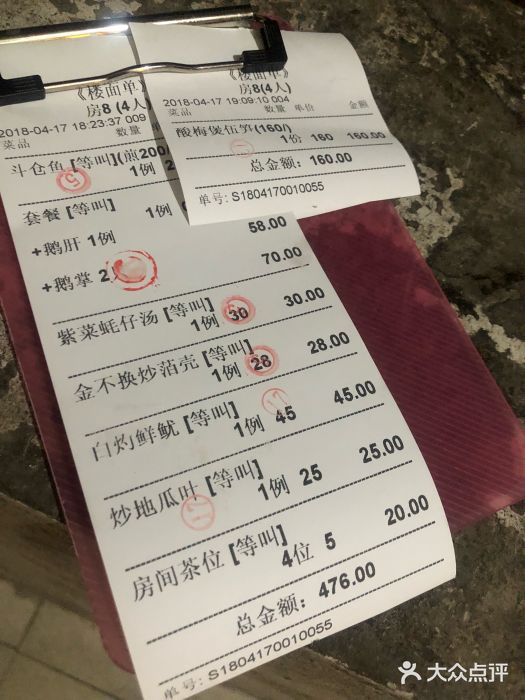 《楼面单》
房8 (4人)
2018-04-17 18:23:37 009
菜品 数量
斗仓鱼 [等叫](煎200/
1例 2
套餐 [等叫] 1例
+鹅肝 1例 58.00
+鹅掌 2 70.00
紫菜蚝仔汤 [等叫]
1例 30 30.00
金不换炒萡壳 [等叫]
1例 28 28.00
白灼鲜鱿 [等叫]
1例 45 45.00
炒地瓜叶 [等叫]
1例 25 25.00
房间茶位 [等叫]
4位 5 20.00
总金额: 476.00
单号: S1804170010055
《楼面单》
房8(4人)
2018-04-17 19:09:10 004
菜品 数量 单价 金额
酸梅煲伍笋(160/)
1份 160 160.00
总金额: 160.00
单号: S1804170010055
大众点评